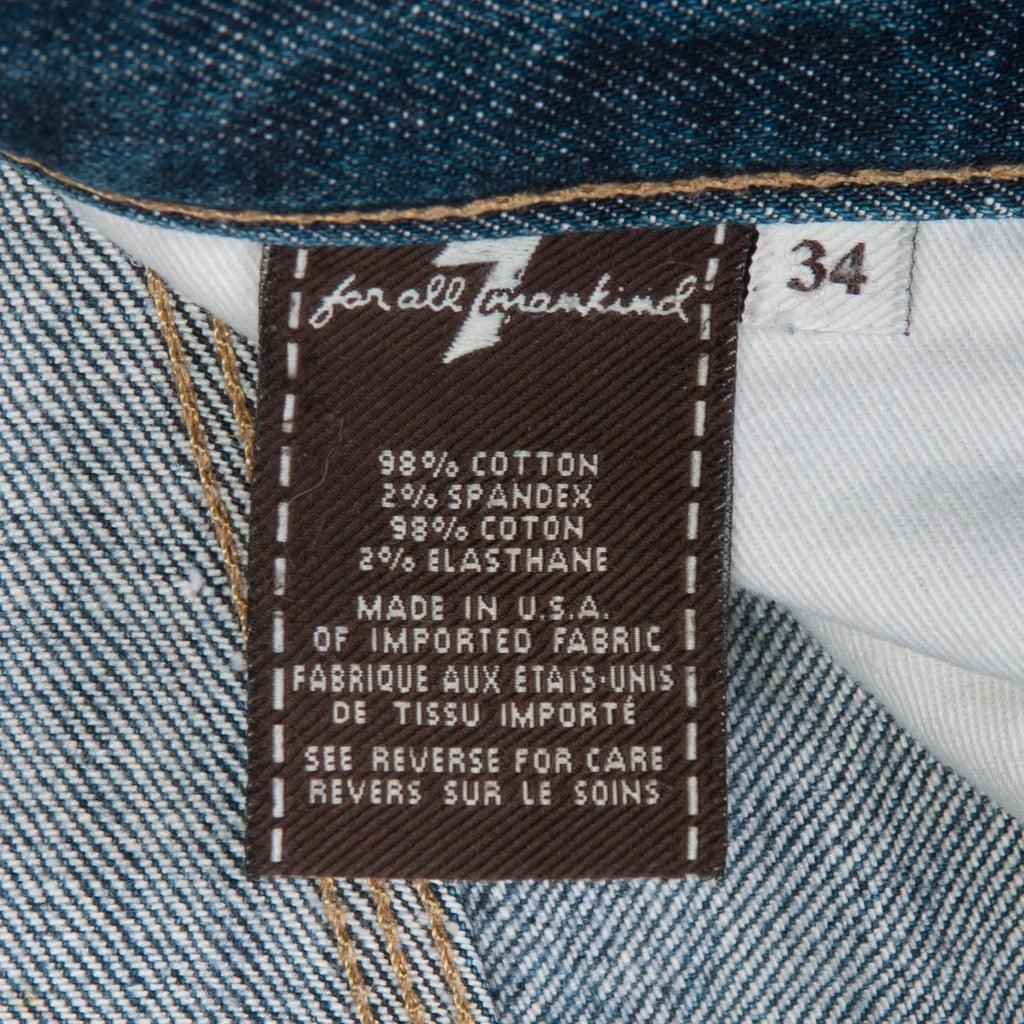 7
for all mankind
34
98% COTTON
2% SPANDEX
98% COTON
2% ELASTHANE
MADE IN U.S.A.
OF IMPORTED FABRIC
FABRIQUE AUX ETATS-UNIS
DE TISSU IMPORTÉ
SEE REVERSE FOR CARE
REVERS SUR LE SOINS